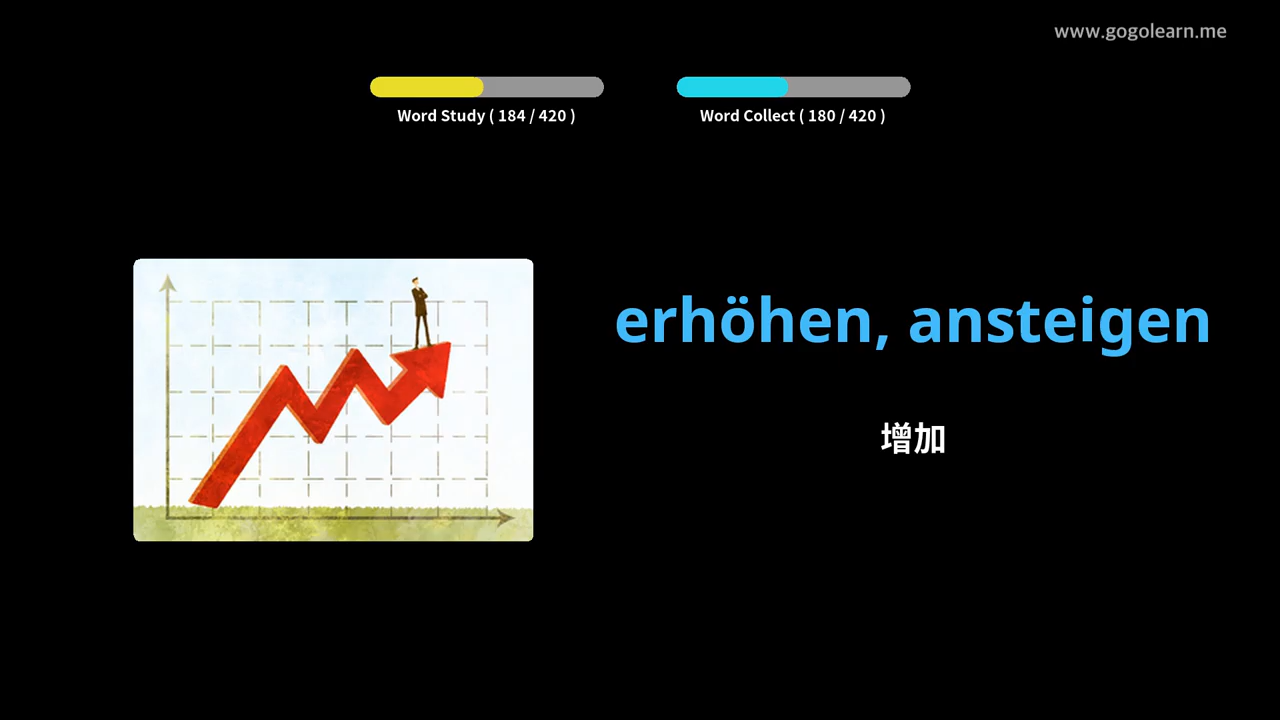 www.gogolearn.me
Word Study ( 184 / 420 )
Word Collect ( 180 / 420 )
erhöhen, ansteigen
增加